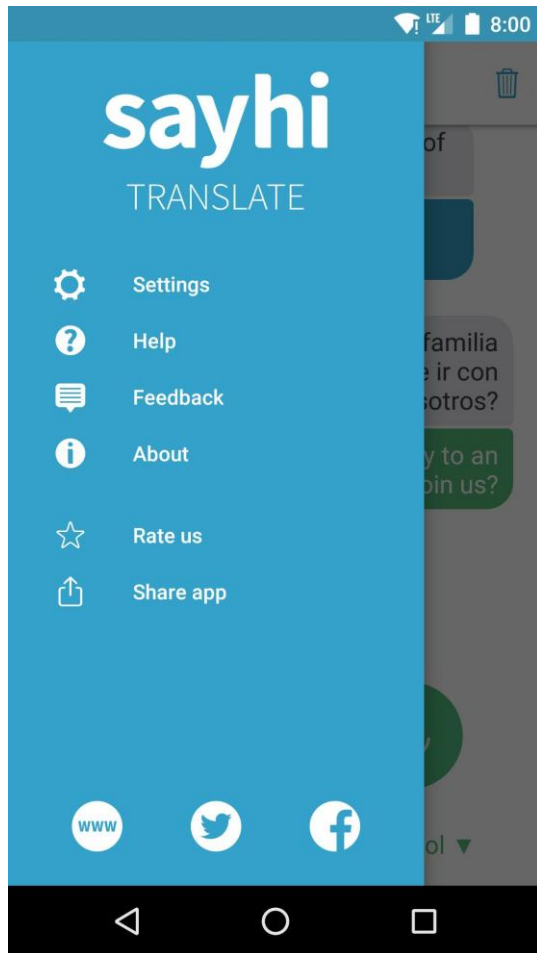 LTE 8:00
sayhi
TRANSLATE
of
Settings
Help
familia
ir con
Feedback
sotros?
About
y to an
oin us?
Rate us
Share app
www
ol